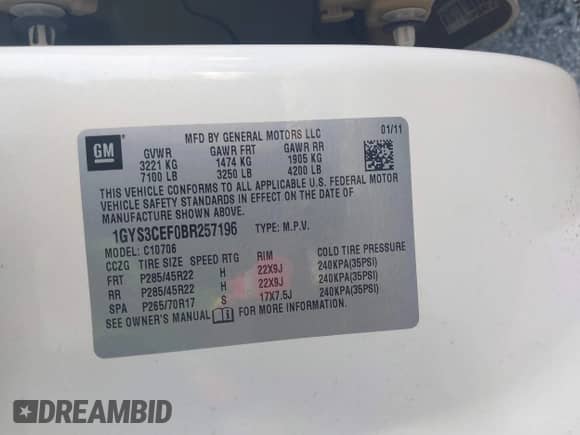 GM
MFD BY GENERAL MOTORS LLC
01/11
GVWR GAWR FRT GAWR RR
3221 KG 1474 KG 1905 KG
7100 LB 3250 LB 4200 LB
THIS VEHICLE CONFORMS TO ALL APPLICABLE U.S. FEDERAL MOTOR
VEHICLE SAFETY STANDARDS IN EFFECT ON THE DATE OF
MANUFACTURE SHOWN ABOVE.
1GYS3CEF0BR257196 TYPE: M.P.V.
MODEL: C10706
CCZG TIRE SIZE SPEED RTG RIM COLD TIRE PRESSURE
FRT P285/45R22 H 22X9J 240KPA(35PSI)
RR P285/45R22 H 22X9J 240KPA(35PSI)
SPA P265/70R17 S 17X7.5J 240KPA(35PSI)
SEE OWNER'S MANUAL FOR MORE INFORMATION.
DREAMBID